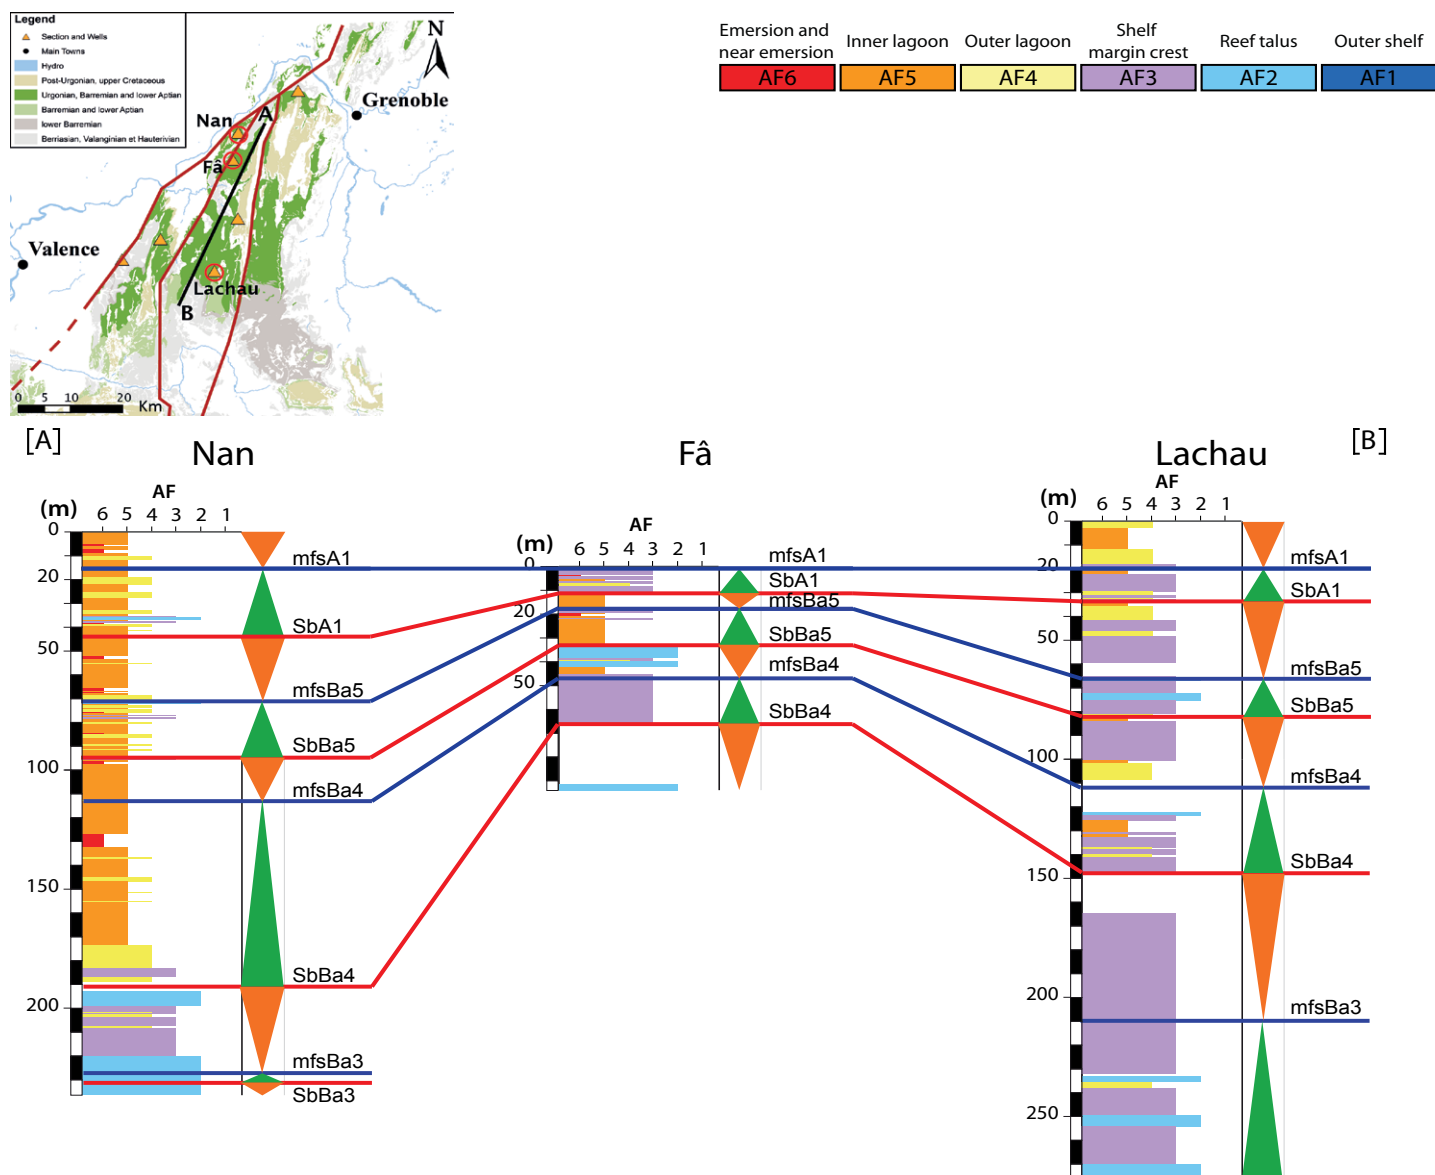 Legend
Section and Wells
Main Towns
Hydro
Post-Urgonian, upper Cretaceous
Urgonian, Barremian and lower Aptian
Barremian and lower Aptian
lower Barremian
Berriasian, Valanginian et Hauterivian
N
Grenoble
Nan
A
Fâ
Valence
Lachau
B
0 5 10 20 Km
Emersion and near emersion
Inner lagoon
Outer lagoon
Shelf margin crest
Reef talus
Outer shelf
AF6 AF5 AF4 AF3 AF2 AF1
[A]
Nan
Fâ
Lachau
[B]
AF
(m) 6 5 4 3 2 1
0
20
50
100
150
200
mfsA1
SbA1
mfsBa5
SbBa5
mfsBa4
SbBa4
mfsBa3
SbBa3
AF
(m) 6 5 4 3 2 1
0
20
50
mfsA1
SbA1
mfsBa5
SbBa5
mfsBa4
SbBa4
AF
(m) 6 5 4 3 2 1
0
20
50
100
150
200
250
mfsA1
SbA1
mfsBa5
SbBa5
mfsBa4
SbBa4
mfsBa3